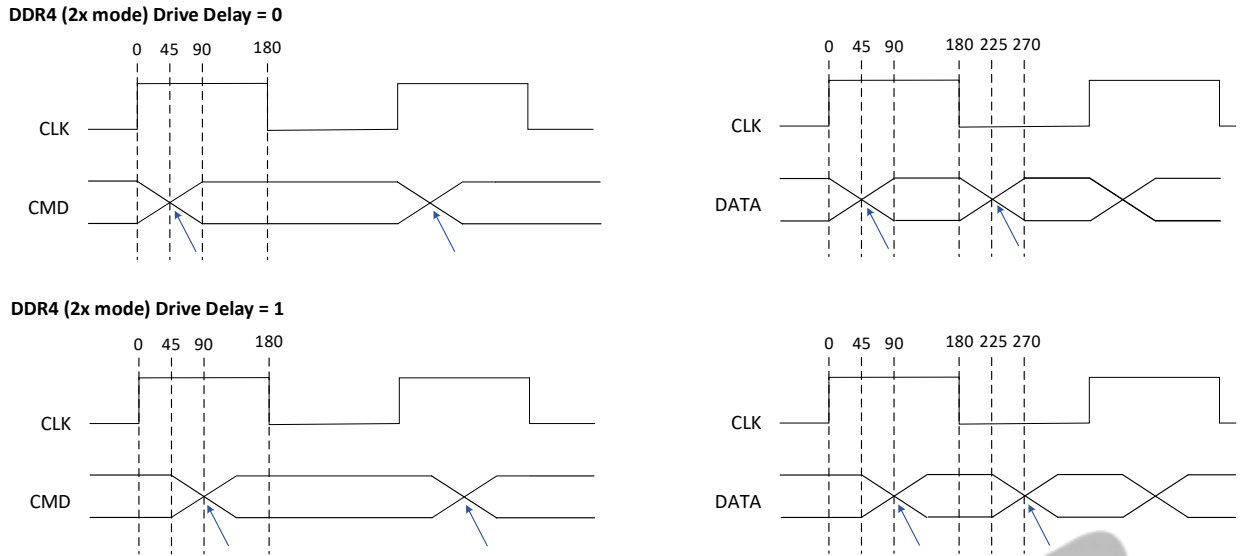 DDR4 (2x mode) Drive Delay = 0
0 45 90 180
CLK
CMD
0 45 90 180 225 270
CLK
DATA
DDR4 (2x mode) Drive Delay = 1
0 45 90 180
CLK
CMD
0 45 90 180 225 270
CLK
DATA